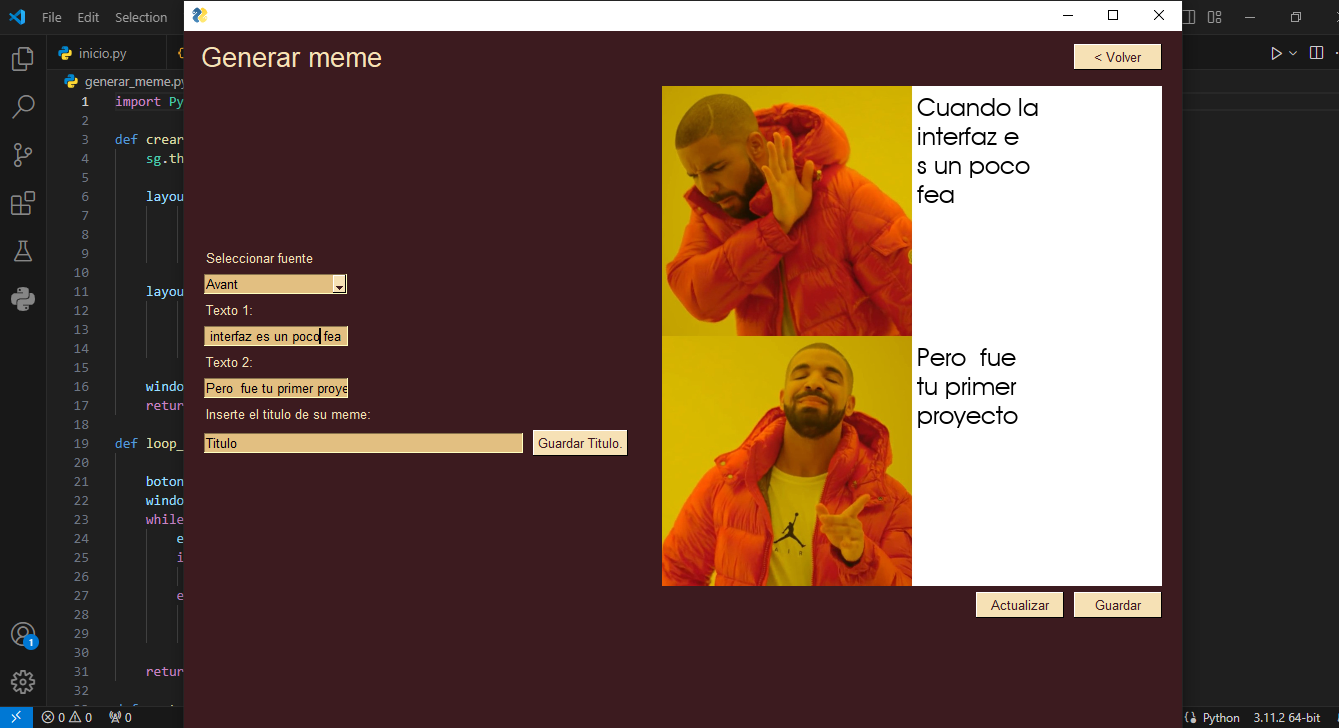 File Edit Selection
inicio.py
generar_meme.py
1 import Py
2
3 def crear
4 sg.th
5
6 layou
7
8
9
10
11 layou
12
13
14
15
16 windo
17 retur
18
19 def loop_
20
21 boton
22 windo
23 while
24 e
25 i
26
27 e
28
29
30
31 retur
32
Generar meme
< Volver
Seleccionar fuente
Avant
Texto 1:
interfaz es un poco fea
Texto 2:
Pero fue tu primer proye
Inserte el titulo de su meme:
Titulo
Guardar Titulo.
Cuando la
interfaz e
s un poco
fea
Pero fue
tu primer
proyecto
AIR
Actualizar
Guardar
1
0 0 0
Python 3.11.2 64-bit